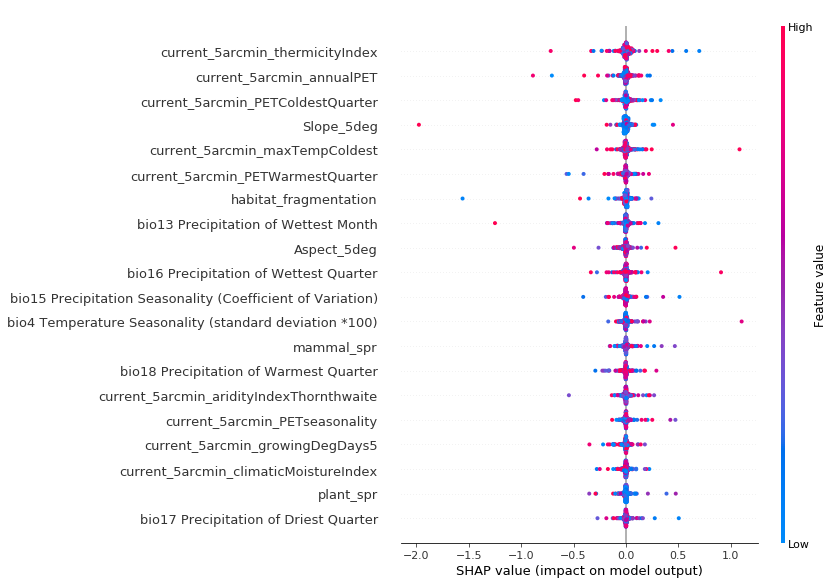 High
current_5arcmin_thermicityIndex
current_5arcmin_annualPET
current_5arcmin_PETColdestQuarter
Slope_5deg
current_5arcmin_maxTempColdest
current_5arcmin_PETWarmestQuarter
habitat_fragmentation
bio13 Precipitation of Wettest Month
Aspect_5deg
bio16 Precipitation of Wettest Quarter
bio15 Precipitation Seasonality (Coefficient of Variation)
bio4 Temperature Seasonality (standard deviation *100)
mammal_spr
bio18 Precipitation of Warmest Quarter
current_5arcmin_aridityIndexThornthwaite
current_5arcmin_PETseasonality
current_5arcmin_growingDegDays5
current_5arcmin_climaticMoistureIndex
plant_spr
bio17 Precipitation of Driest Quarter
Feature value
Low
−2.0 −1.5 −1.0 −0.5 0.0 0.5 1.0
SHAP value (impact on model output)